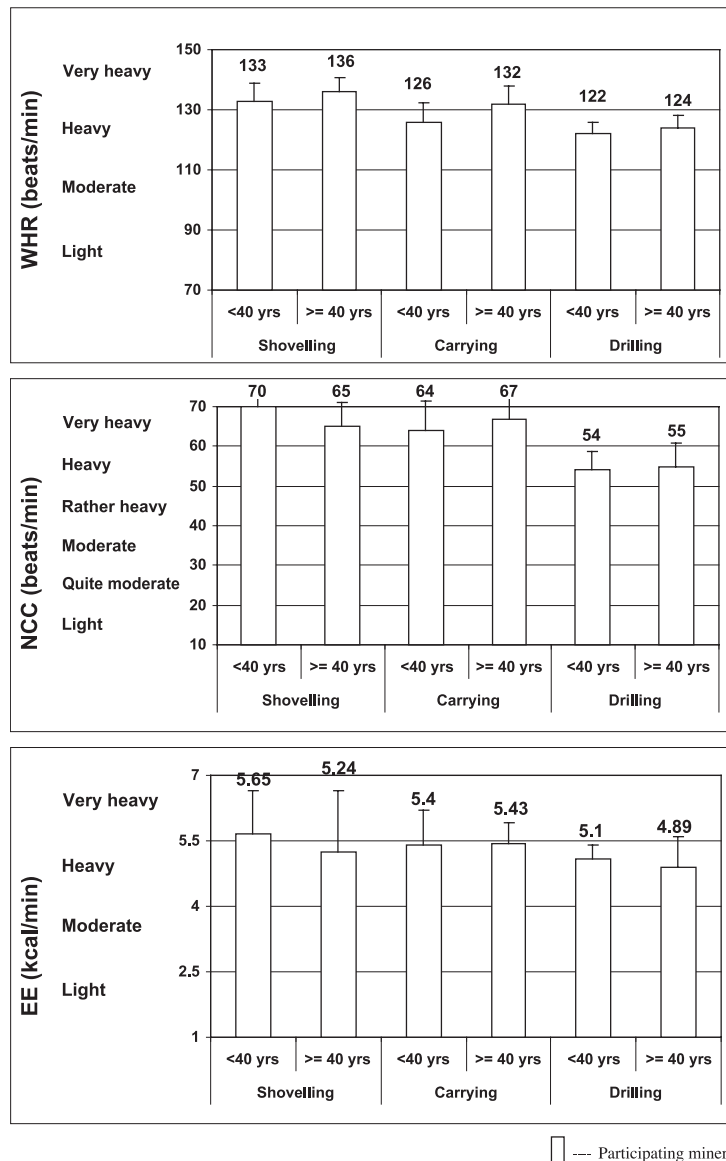 WHR (beats/min)
Very heavy
Heavy
Moderate
Light
150
130
110
90
70
133 136 126 132 122 124
<40 yrs >= 40 yrs <40 yrs >= 40 yrs <40 yrs >= 40 yrs
Shovelling Carrying Drilling
NCC (beats/min)
Very heavy
Heavy
Rather heavy
Moderate
Quite moderate
Light
70
60
50
40
30
20
10
70 65 64 67 54 55
<40 yrs >= 40 yrs <40 yrs >= 40 yrs <40 yrs >= 40 yrs
Shovelling Carrying Drilling
EE (kcal/min)
Very heavy
Heavy
Moderate
Light
7
5.5
4
2.5
1
5.65 5.24 5.4 5.43 5.1 4.89
<40 yrs >= 40 yrs <40 yrs >= 40 yrs <40 yrs >= 40 yrs
Shovelling Carrying Drilling
---- Participating miner